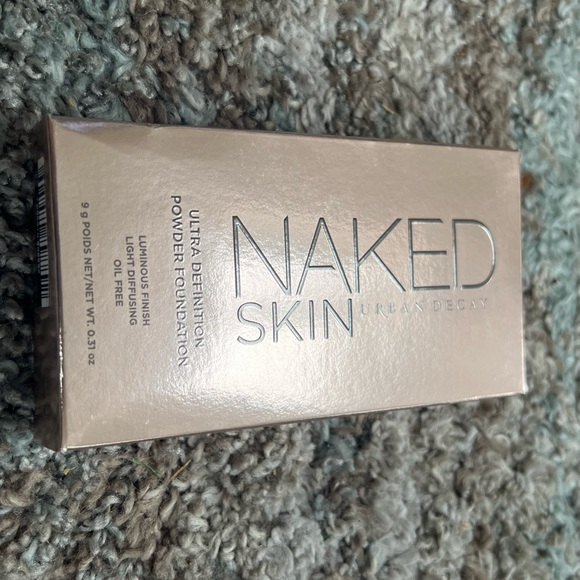 NAKED
SKIN
URBAN DECAY
ULTRA DEFINITION
POWDER FOUNDATION
LUMINOUS FINISH
LIGHT DIFFUSING
OIL FREE
9 g POIDS NET/NET WT. 0.31 oz